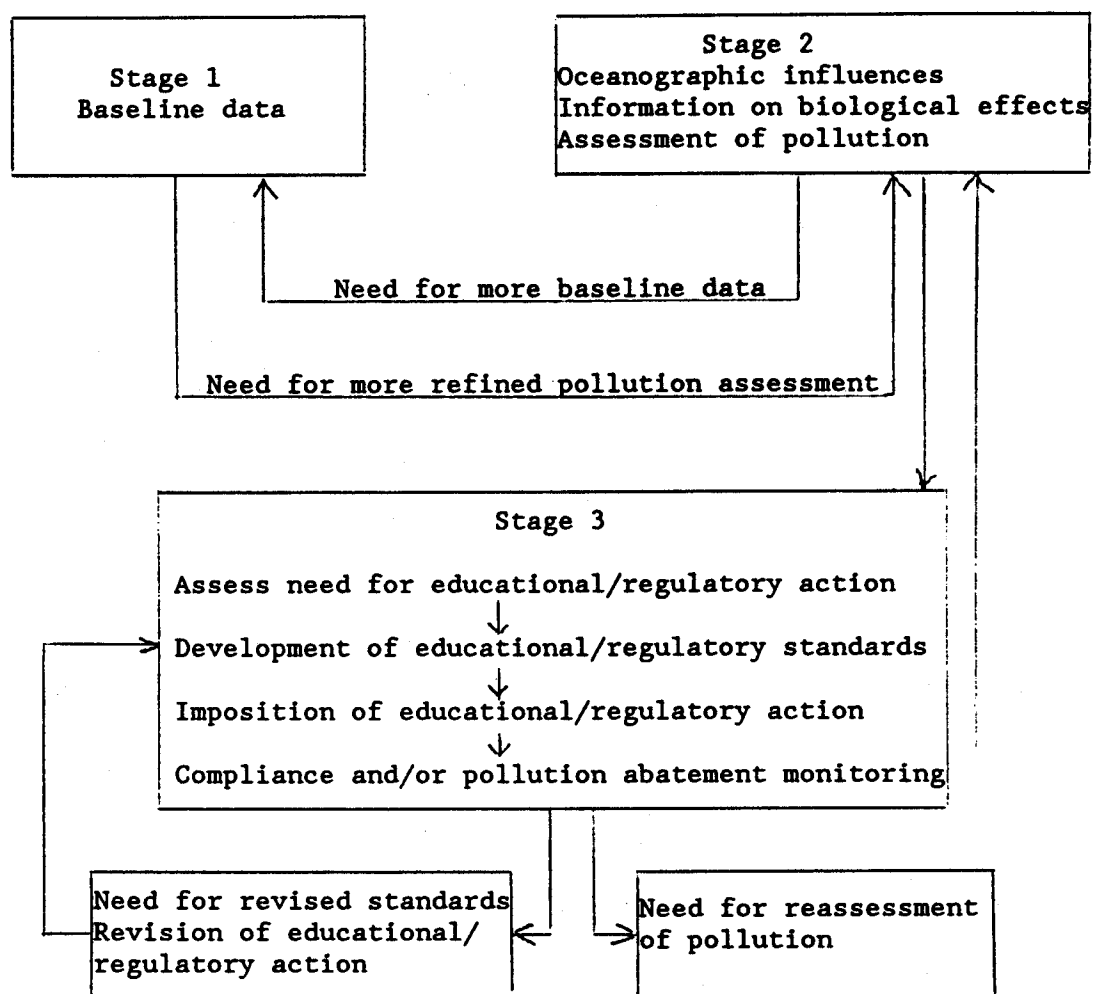 Stage 1
Baseline data
Stage 2
Oceanographic influences
Information on biological effects
Assessment of pollution
Need for more baseline data
Need for more refined pollution assessment
Stage 3
Assess need for educational/regulatory action
Development of educational/regulatory standards
Imposition of educational/regulatory action
Compliance and/or pollution abatement monitoring
Need for revised standards
Revision of educational/
regulatory action
Need for reassessment
of pollution